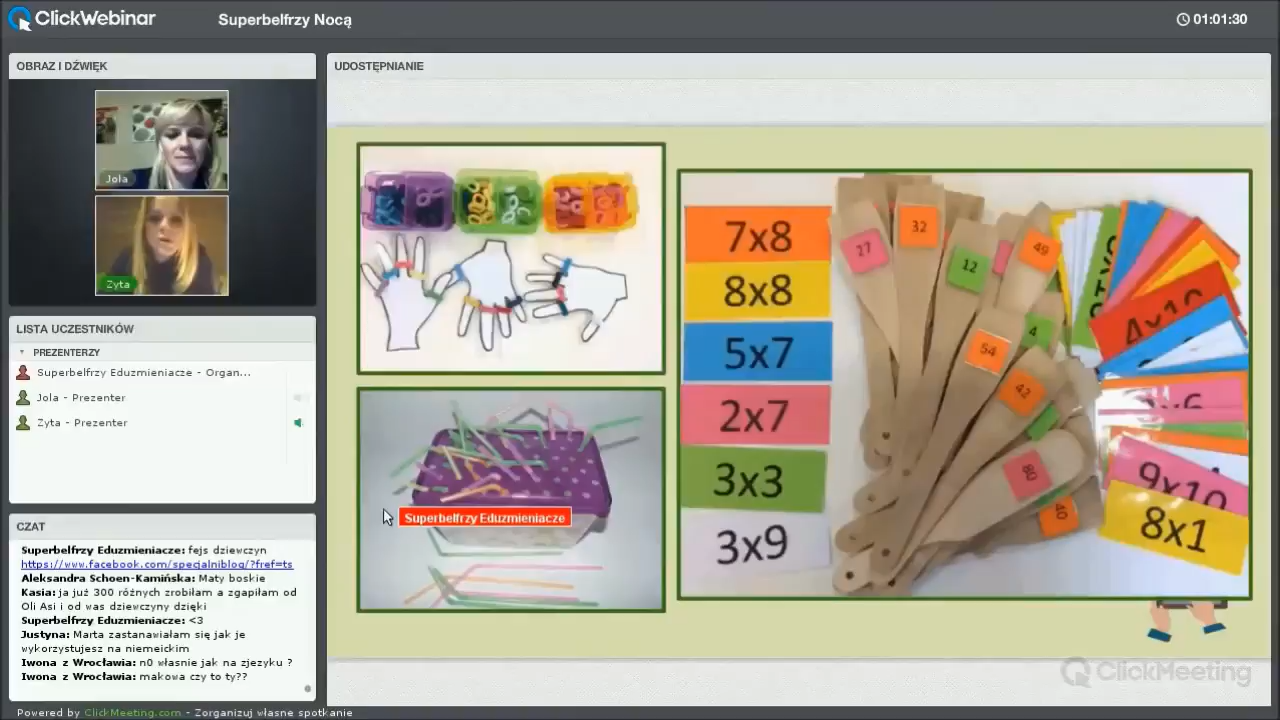 ClickWebinar
Superbelfrzy Nocą
01:01:30
OBRAZ I DŹWIĘK
Jola
Zyta
LISTA UCZESTNIKÓW
PREZENTERZY
Superbelfrzy Eduzmieniacze - Organ...
Jola - Prezenter
Zyta - Prezenter
CZAT
Superbelfrzy Eduzmieniacze: fejs dziewczyn
https://www.facebook.com/specjalniblog/?fref=ts
Aleksandra Schoen-Kamińska: Maty boskie
Kasia: ja już 300 różnych zrobiłam a zgapiłam od
Oli Asi i od was dziewczyny dzięki
Superbelfrzy Eduzmieniacze: <3
Justyna: Marta zastanawiałam się jak je
wykorzystujesz na niemeickim
Iwona z Wrocławia: n0 własnie jak na zjezyku ?
Iwona z Wrocławia: makowa czy to ty??
Powered by ClickMeeting.com - Zorganizuj własne spotkanie
UDOSTĘPNIANIE
Superbelfrzy Eduzmieniacze
7x8
8x8
5x7
2x7
3x3
3x9
27
32
12
49
4
54
42
80
40
4x10
9x10
8x1
ClickMeeting